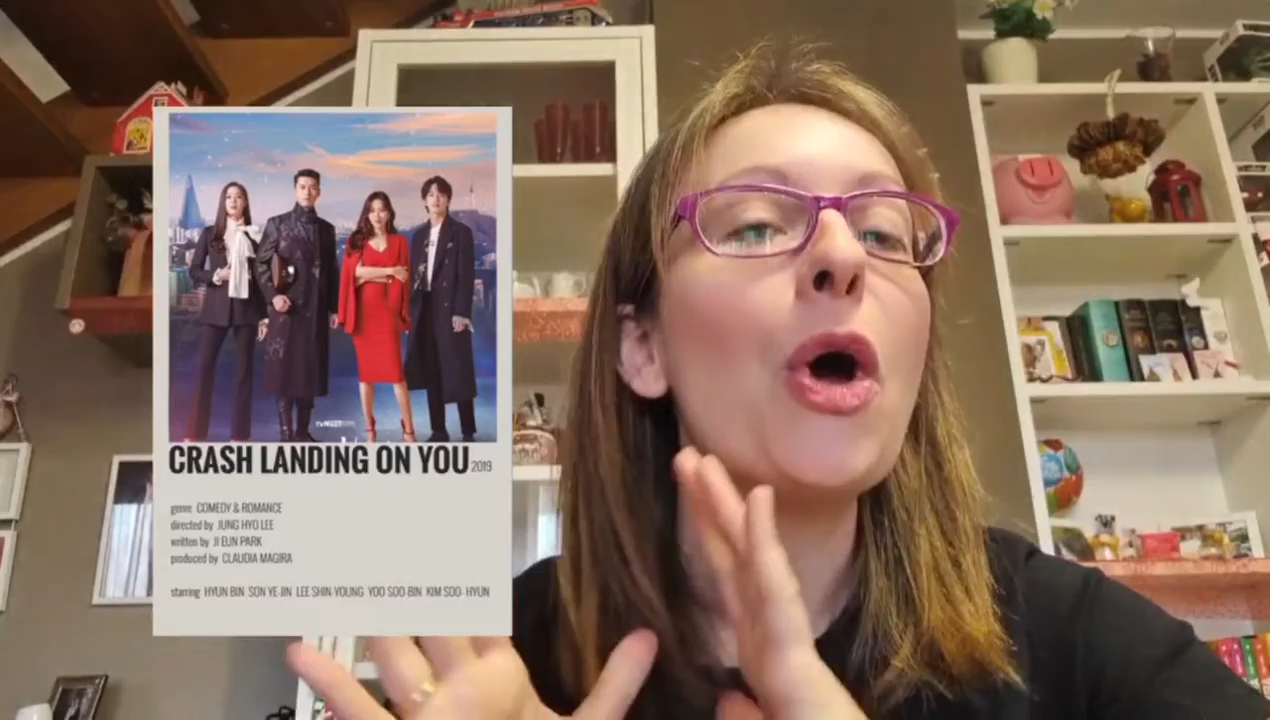 CRASH LANDING ON YOU 2019
genre COMEDY & ROMANCE
directed by JUNG HYO LEE
written by JI EUN PARK
produced by CLAUDIA MAGIRA
starring HYUN BIN SON YE-JIN LEE SHIN-YOUNG YOO SOO-BIN KIM SOO- HYUN